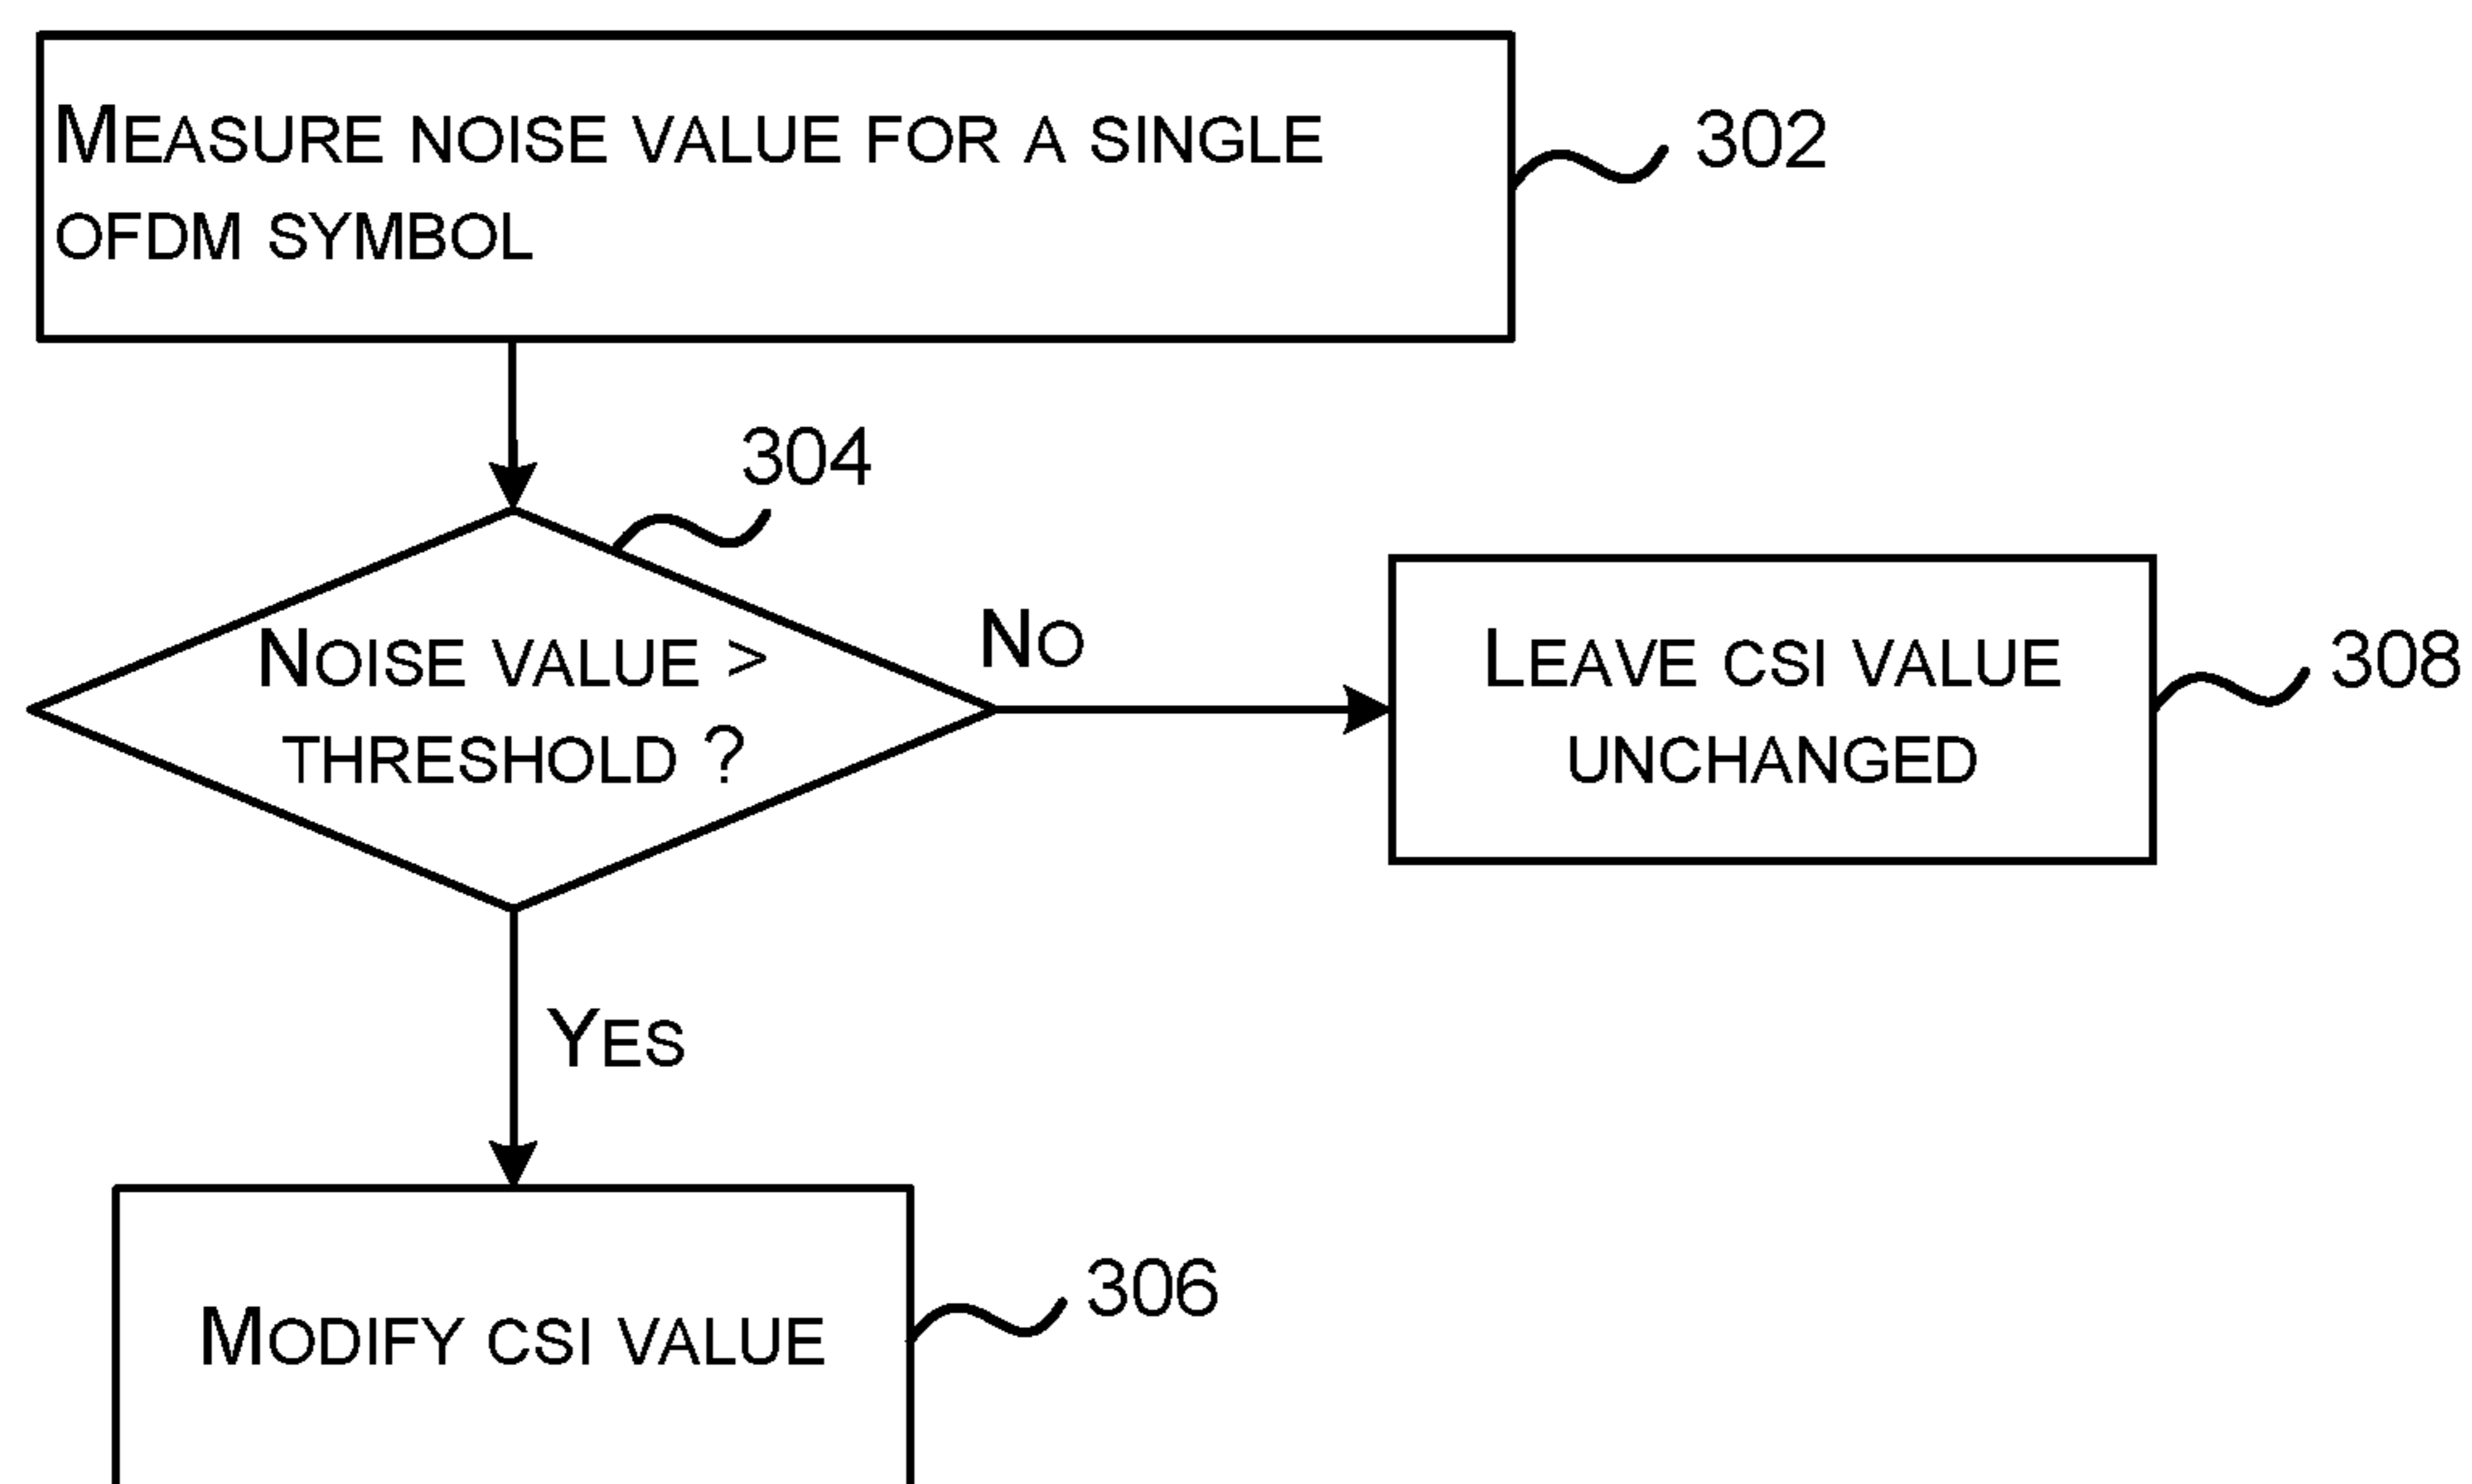 MEASURE NOISE VALUE FOR A SINGLE
OFDM SYMBOL
302
304
NOISE VALUE >
THRESHOLD ?
NO
LEAVE CSI VALUE
UNCHANGED
308
YES
MODIFY CSI VALUE
306